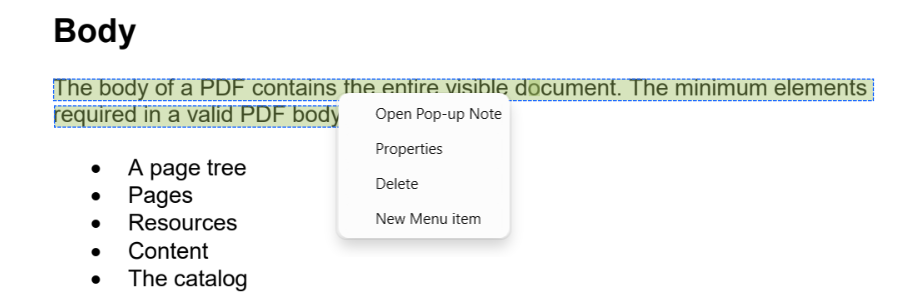 Body
The body of a PDF contains the entire visible document. The minimum elements
required in a valid PDF body
Open Pop-up Note
Properties
Delete
New Menu item
• A page tree
• Pages
• Resources
• Content
• The catalog